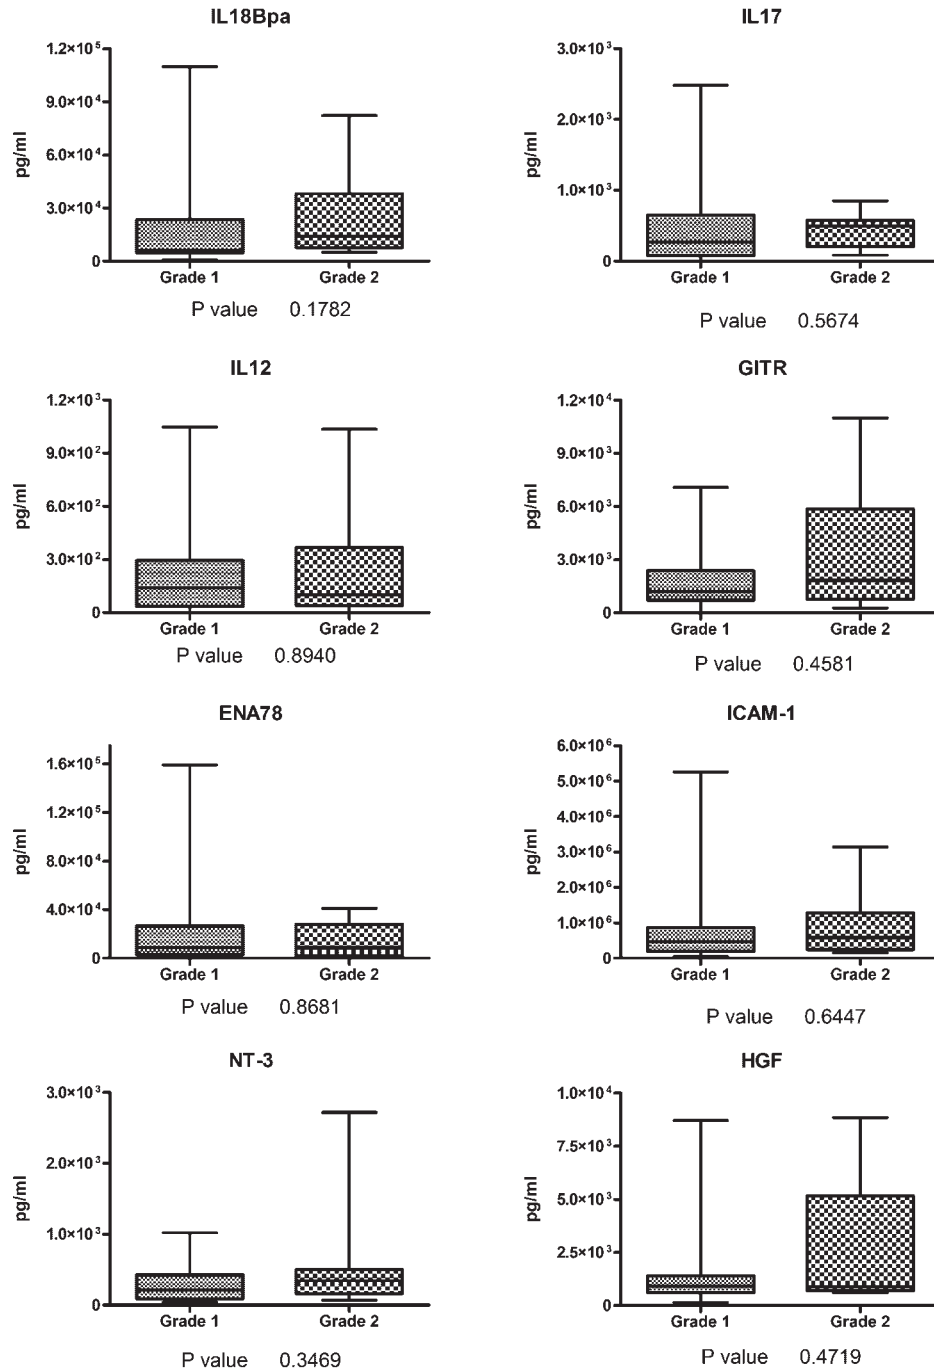 IL18Bpa
pg/ml
1.2×10⁵
9.0×10⁴
6.0×10⁴
3.0×10⁴
0
Grade 1 Grade 2
P value 0.1782
IL17
pg/ml
3.0×10³
2.0×10³
1.0×10³
0
Grade 1 Grade 2
P value 0.5674
IL12
pg/ml
1.2×10³
9.0×10²
6.0×10²
3.0×10²
0
Grade 1 Grade 2
P value 0.8940
GITR
pg/ml
1.2×10⁴
9.0×10³
6.0×10³
3.0×10³
0
Grade 1 Grade 2
P value 0.4581
ENA78
pg/ml
1.6×10⁵
1.2×10⁵
8.0×10⁴
4.0×10⁴
0
Grade 1 Grade 2
P value 0.8681
ICAM-1
pg/ml
6.0×10⁶
5.0×10⁶
4.0×10⁶
3.0×10⁶
2.0×10⁶
1.0×10⁶
0
Grade 1 Grade 2
P value 0.6447
NT-3
pg/ml
3.0×10³
2.0×10³
1.0×10³
0
Grade 1 Grade 2
P value 0.3469
HGF
pg/ml
1.0×10⁴
7.5×10³
5.0×10³
2.5×10³
0
Grade 1 Grade 2
P value 0.4719